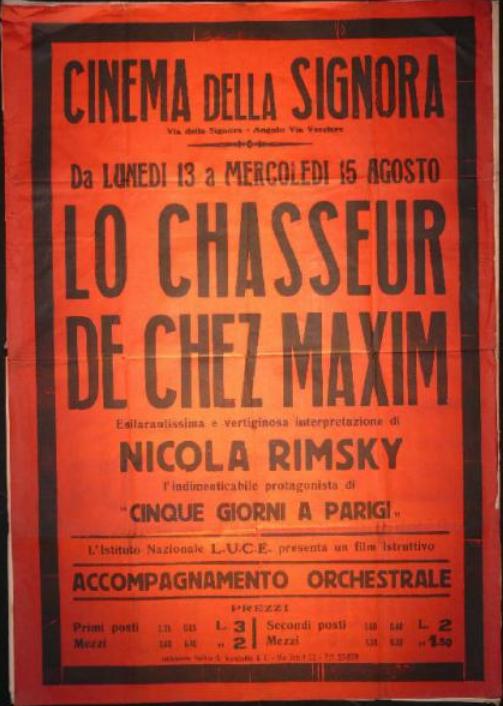 CINEMA DELLA SIGNORA
Via della Signora - Angolo Via Verziere
Da LUNEDI 13 a MERCOLEDI 15 AGOSTO
LO CHASSEUR
DE CHEZ MAXIM
Esilarantissima e vertiginosa interpretazione di
NICOLA RIMSKY
l'indimenticabile protagonista di
"CINQUE GIORNI A PARIGI"
L'Istituto Nazionale L.U.C.E. presenta un film istruttivo
ACCOMPAGNAMENTO ORCHESTRALE
PREZZI
Primi posti L. 3 Secondi posti L. 2
Mezzi " 2 Mezzi " 1.50